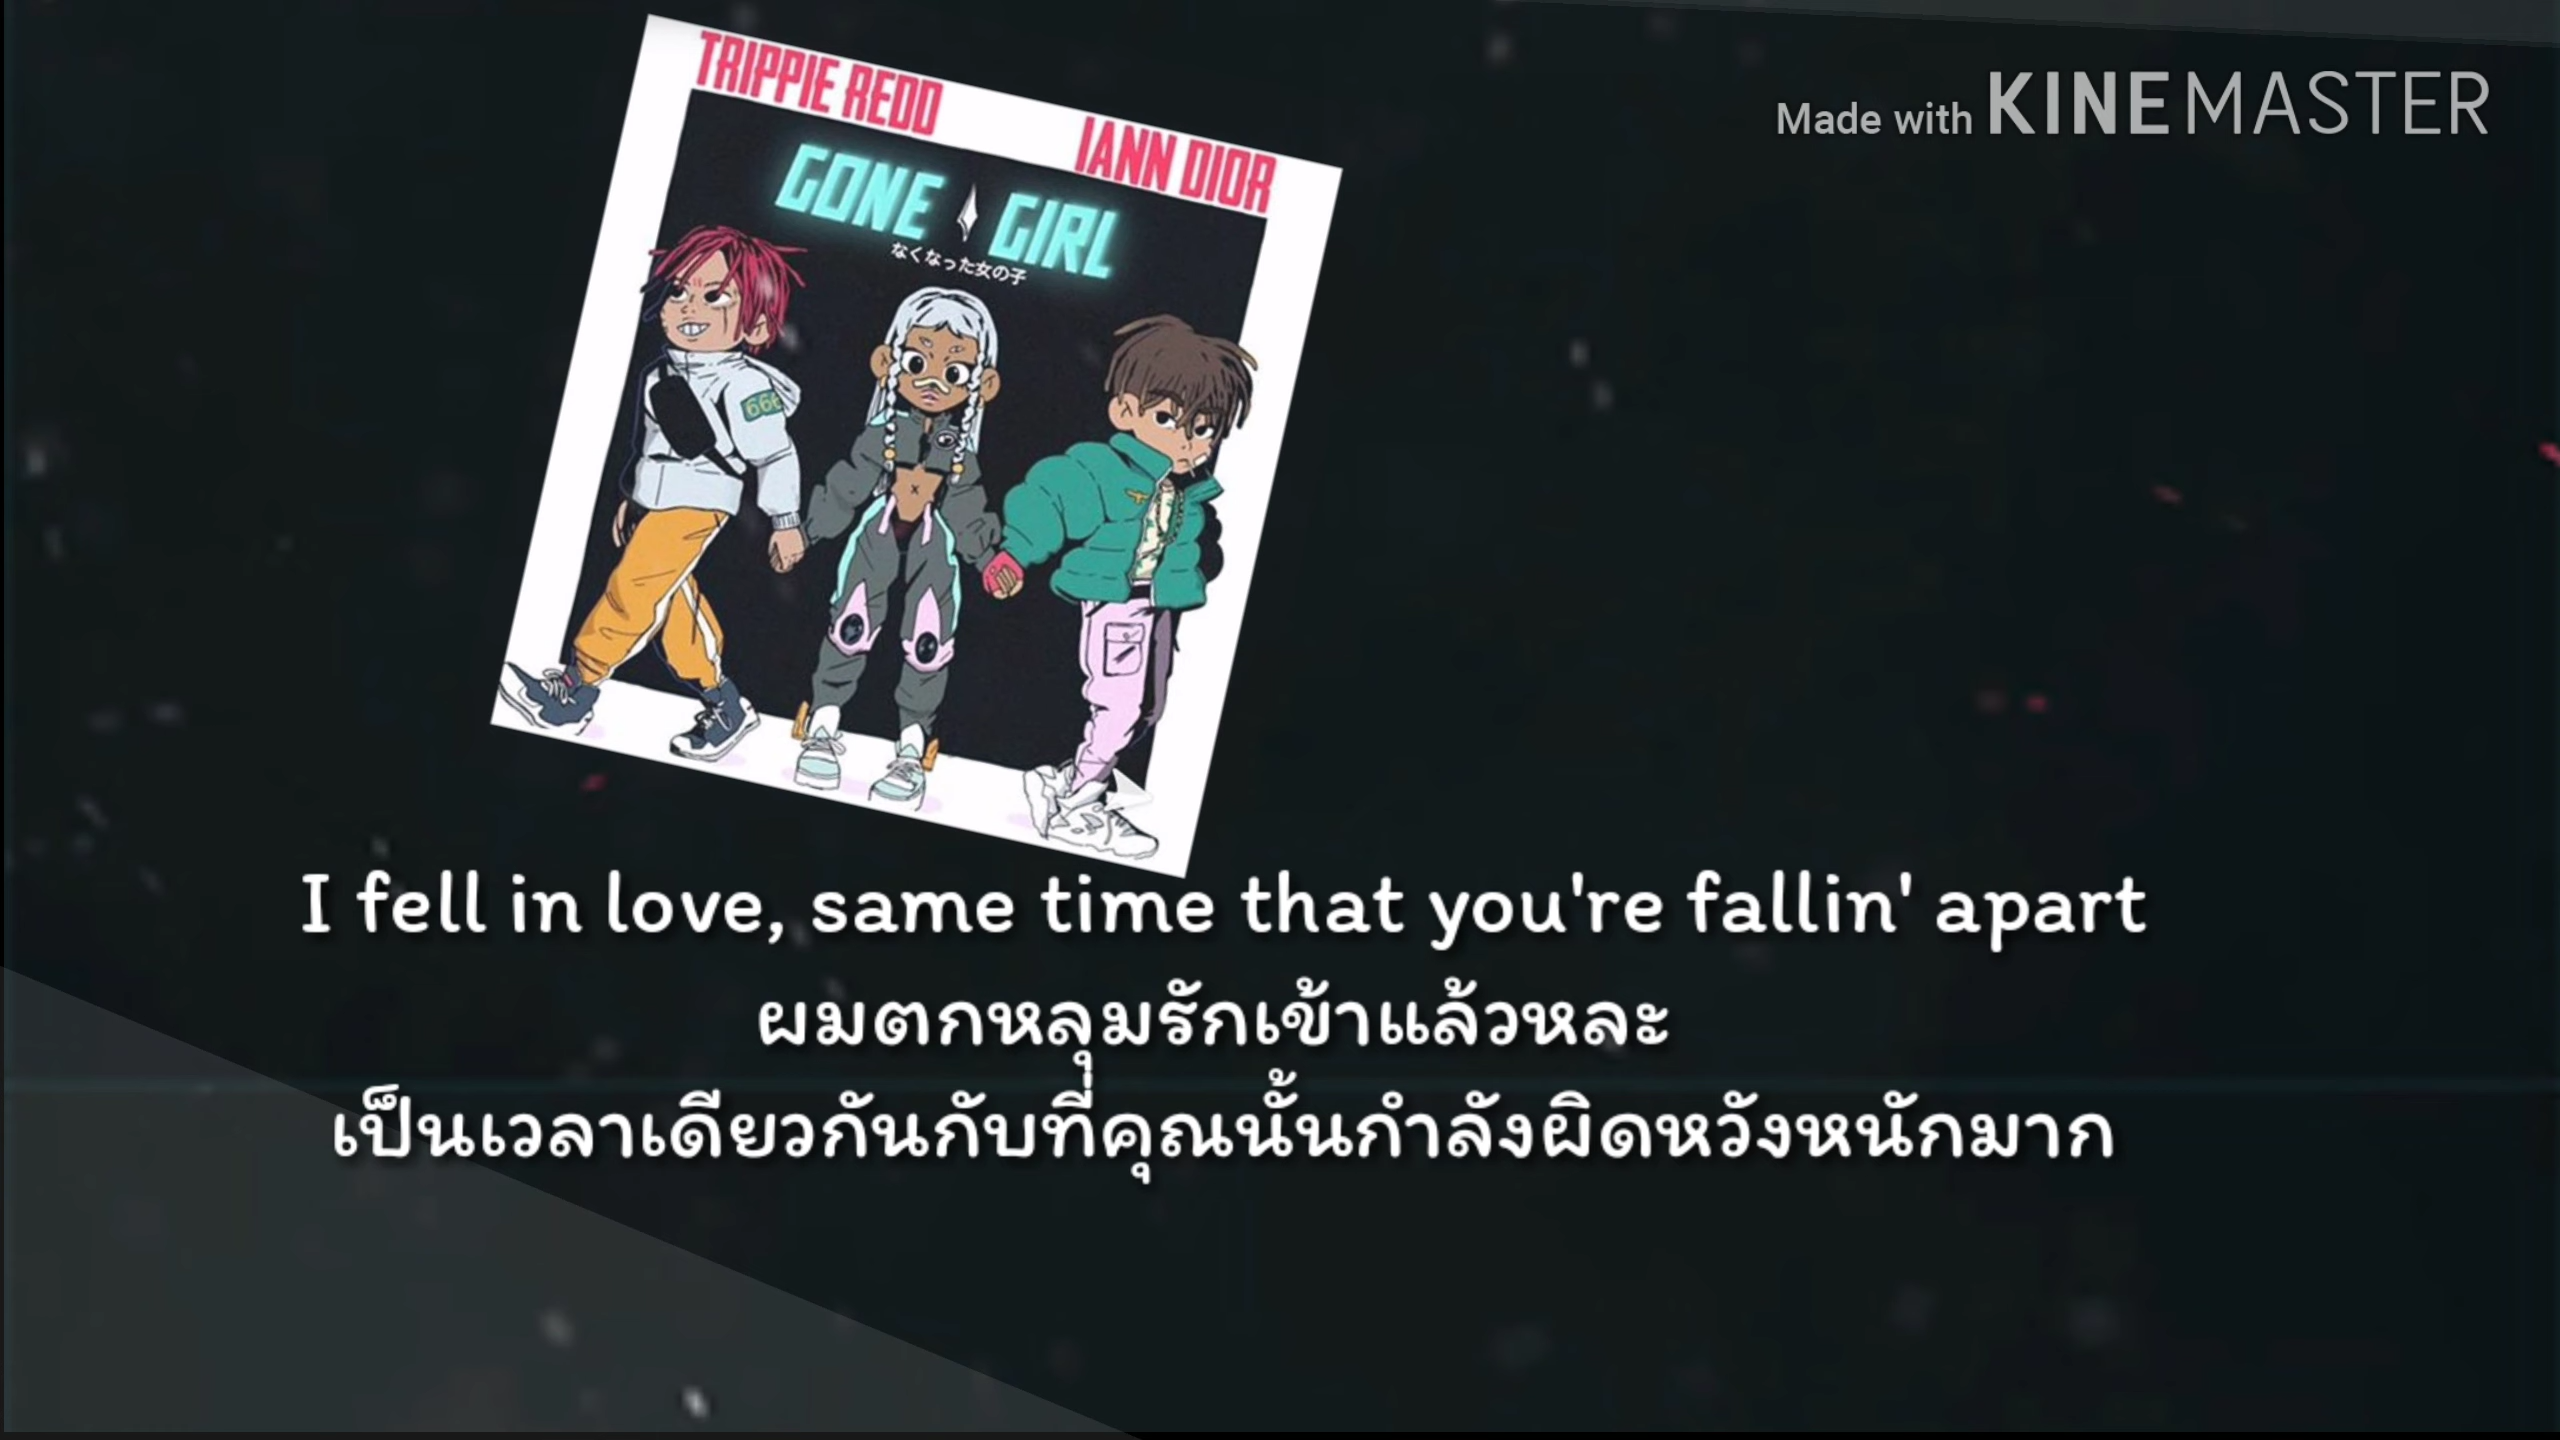 TRIPPIE REDD
IANN DIOR
GONE GIRL
なくなった女の子
666
Made with KINEMASTER
I fell in love, same time that you're fallin' apart
ผมตกหลุมรักเข้าแล้วหละ
เป็นเวลาเดียวกันกับที่คุณนั้นกำลังผิดหวังหนักมาก